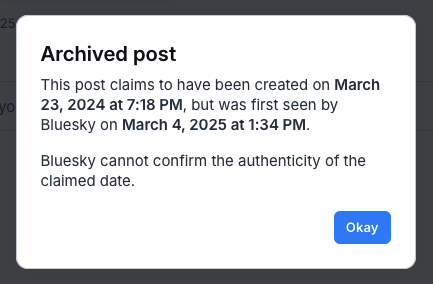 25
Archived post
This post claims to have been created on March
23, 2024 at 7:18 PM, but was first seen by
Bluesky on March 4, 2025 at 1:34 PM.
yo
Bluesky cannot confirm the authenticity of the
claimed date.
Okay